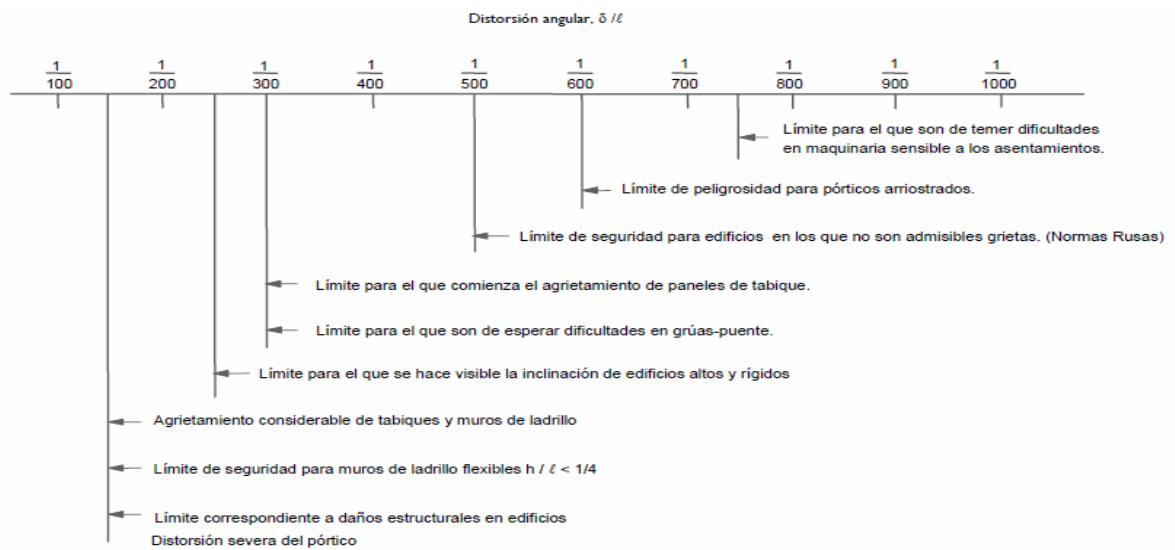 Distorsión angular, δ /ℓ
1 1 1 1 1 1 1 1 1 1
100 200 300 400 500 600 700 800 900 1000
Límite para el que son de temer dificultades
en maquinaria sensible a los asentamientos.
Límite de peligrosidad para pórticos arriostrados.
Límite de seguridad para edificios en los que no son admisibles grietas. (Normas Rusas)
Límite para el que comienza el agrietamiento de paneles de tabique.
Límite para el que son de esperar dificultades en grúas-puente.
Límite para el que se hace visible la inclinación de edificios altos y rígidos
Agrietamiento considerable de tabiques y muros de ladrillo
Límite de seguridad para muros de ladrillo flexibles h / ℓ < 1/4
Límite correspondiente a daños estructurales en edificios
Distorsión severa del pórtico